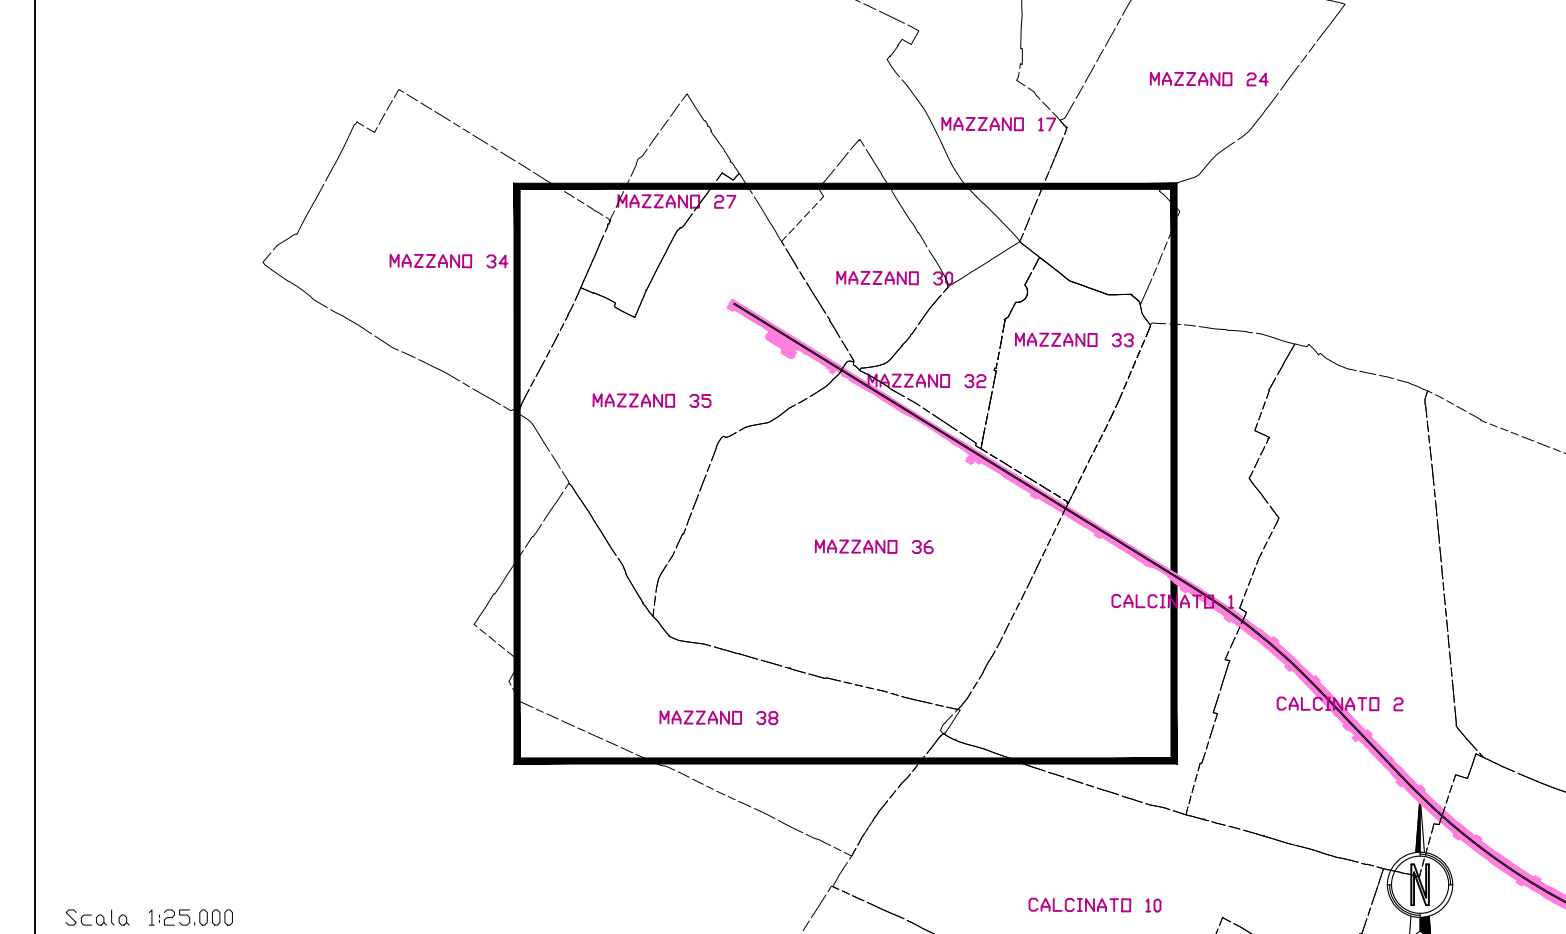 MAZZANO 24
MAZZANO 17
MAZZANO 27
MAZZANO 34
MAZZANO 30
MAZZANO 33
MAZZANO 32
MAZZANO 35
MAZZANO 36
CALCINATO 1
CALCINATO 2
MAZZANO 38
N
CALCINATO 10
Scala 1:25.000